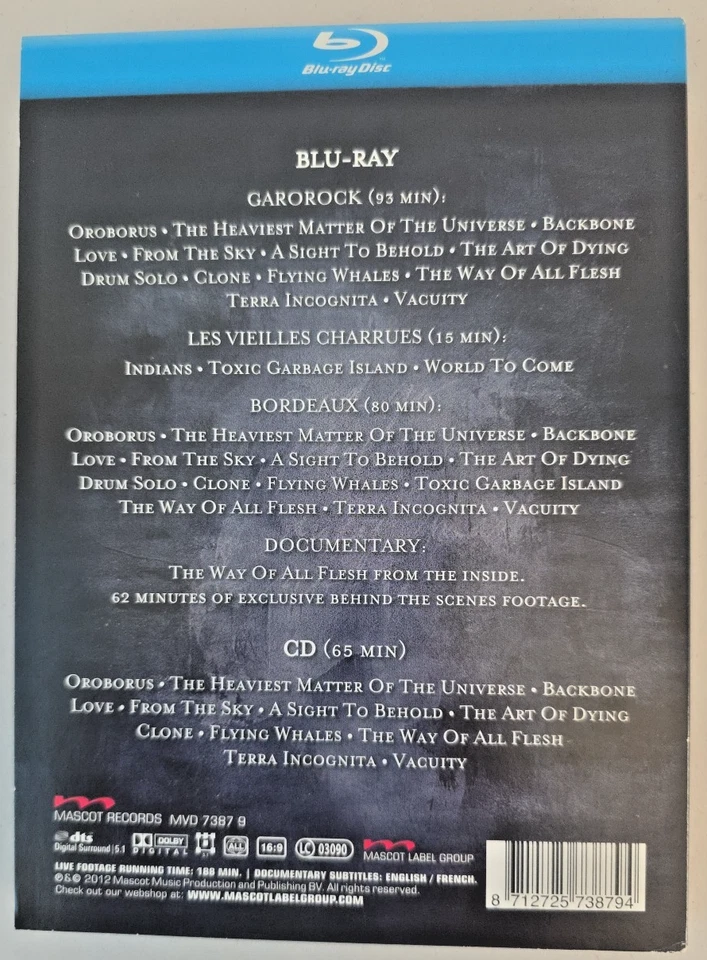 Blu-ray Disc
BLU-RAY
GAROROCK (93 MIN):
OROBORUS • THE HEAVIEST MATTER OF THE UNIVERSE • BACKBONE
LOVE • FROM THE SKY • A SIGHT TO BEHOLD • THE ART OF DYING
DRUM SOLO • CLONE • FLYING WHALES • THE WAY OF ALL FLESH
TERRA INCOGNITA • VACUITY
LES VIEILLES CHARRUES (15 MIN):
INDIANS • TOXIC GARBAGE ISLAND • WORLD TO COME
BORDEAUX (80 MIN):
OROBORUS • THE HEAVIEST MATTER OF THE UNIVERSE • BACKBONE
LOVE • FROM THE SKY • A SIGHT TO BEHOLD • THE ART OF DYING
DRUM SOLO • CLONE • FLYING WHALES • TOXIC GARBAGE ISLAND
THE WAY OF ALL FLESH • TERRA INCOGNITA • VACUITY
DOCUMENTARY:
THE WAY OF ALL FLESH FROM THE INSIDE.
62 MINUTES OF EXCLUSIVE BEHIND THE SCENES FOOTAGE.
CD (65 MIN)
OROBORUS • THE HEAVIEST MATTER OF THE UNIVERSE • BACKBONE
LOVE • FROM THE SKY • A SIGHT TO BEHOLD • THE ART OF DYING
CLONE • FLYING WHALES • THE WAY OF ALL FLESH
TERRA INCOGNITA • VACUITY
MASCOT RECORDS MVD 7387 9
dts Digital Surround | 5.1 DOLBY DIGITAL ALL 16:9 LC 03090 MASCOT LABEL GROUP
LIVE FOOTAGE RUNNING TIME: 188 MIN. | DOCUMENTARY SUBTITLES: ENGLISH / FRENCH.
℗&© 2012 Mascot Music Production and Publishing BV. All rights reserved.
Check out our webshop at: WWW.MASCOTLABELGROUP.COM
8 712725 738794